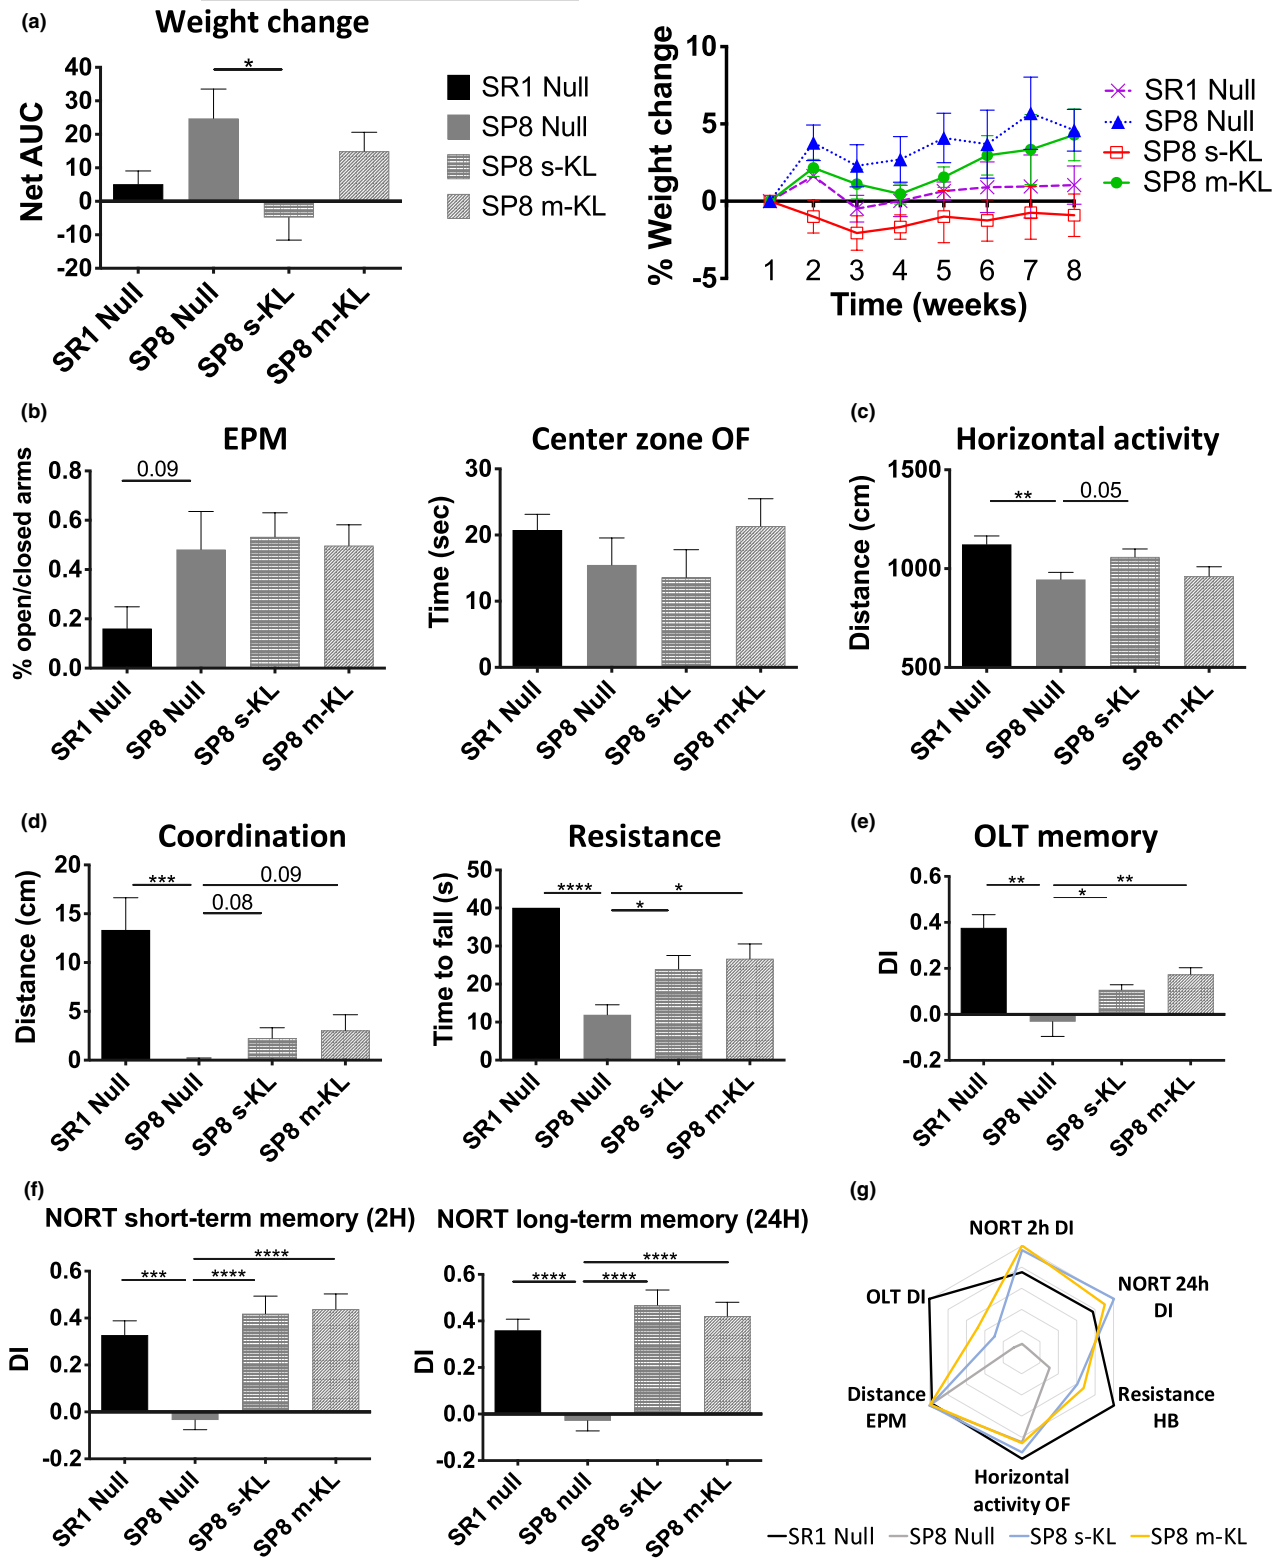 (a)
Weight change
Net AUC
40
30
20
10
0
-10
-20
*
SR1 Null
SP8 Null
SP8 s-KL
SP8 m-KL
SR1 Null
SP8 Null
SP8 s-KL
SP8 m-KL
% Weight change
10
5
0
-5
1 2 3 4 5 6 7 8
Time (weeks)
SR1 Null
SP8 Null
SP8 s-KL
SP8 m-KL
(b)
EPM
% open/closed arms
0.8
0.6
0.4
0.2
0.0
0.09
SR1 Null
SP8 Null
SP8 s-KL
SP8 m-KL
Center zone OF
Time (sec)
30
20
10
0
SR1 Null
SP8 Null
SP8 s-KL
SP8 m-KL
(c)
Horizontal activity
Distance (cm)
1500
1000
500
**
0.05
SR1 Null
SP8 Null
SP8 s-KL
SP8 m-KL
(d)
Coordination
Distance (cm)
20
15
10
5
0
***
0.09
0.08
SR1 Null
SP8 Null
SP8 s-KL
SP8 m-KL
Resistance
Time to fall (s)
50
40
30
20
10
0
****
*
*
SR1 Null
SP8 Null
SP8 s-KL
SP8 m-KL
(e)
OLT memory
DI
0.6
0.4
0.2
0.0
-0.2
**
**
*
SR1 Null
SP8 Null
SP8 s-KL
SP8 m-KL
(f)
NORT short-term memory (2H)
DI
0.6
0.4
0.2
0.0
-0.2
****
***
****
SR1 Null
SP8 Null
SP8 s-KL
SP8 m-KL
NORT long-term memory (24H)
DI
0.6
0.4
0.2
0.0
-0.2
****
****
****
SR1 null
SP8 null
SP8 s-KL
SP8 m-KL
(g)
NORT 2h DI
NORT 24h
DI
OLT DI
Distance
EPM
Resistance
HB
Horizontal
activity OF
SR1 Null
SP8 Null
SP8 s-KL
SP8 m-KL